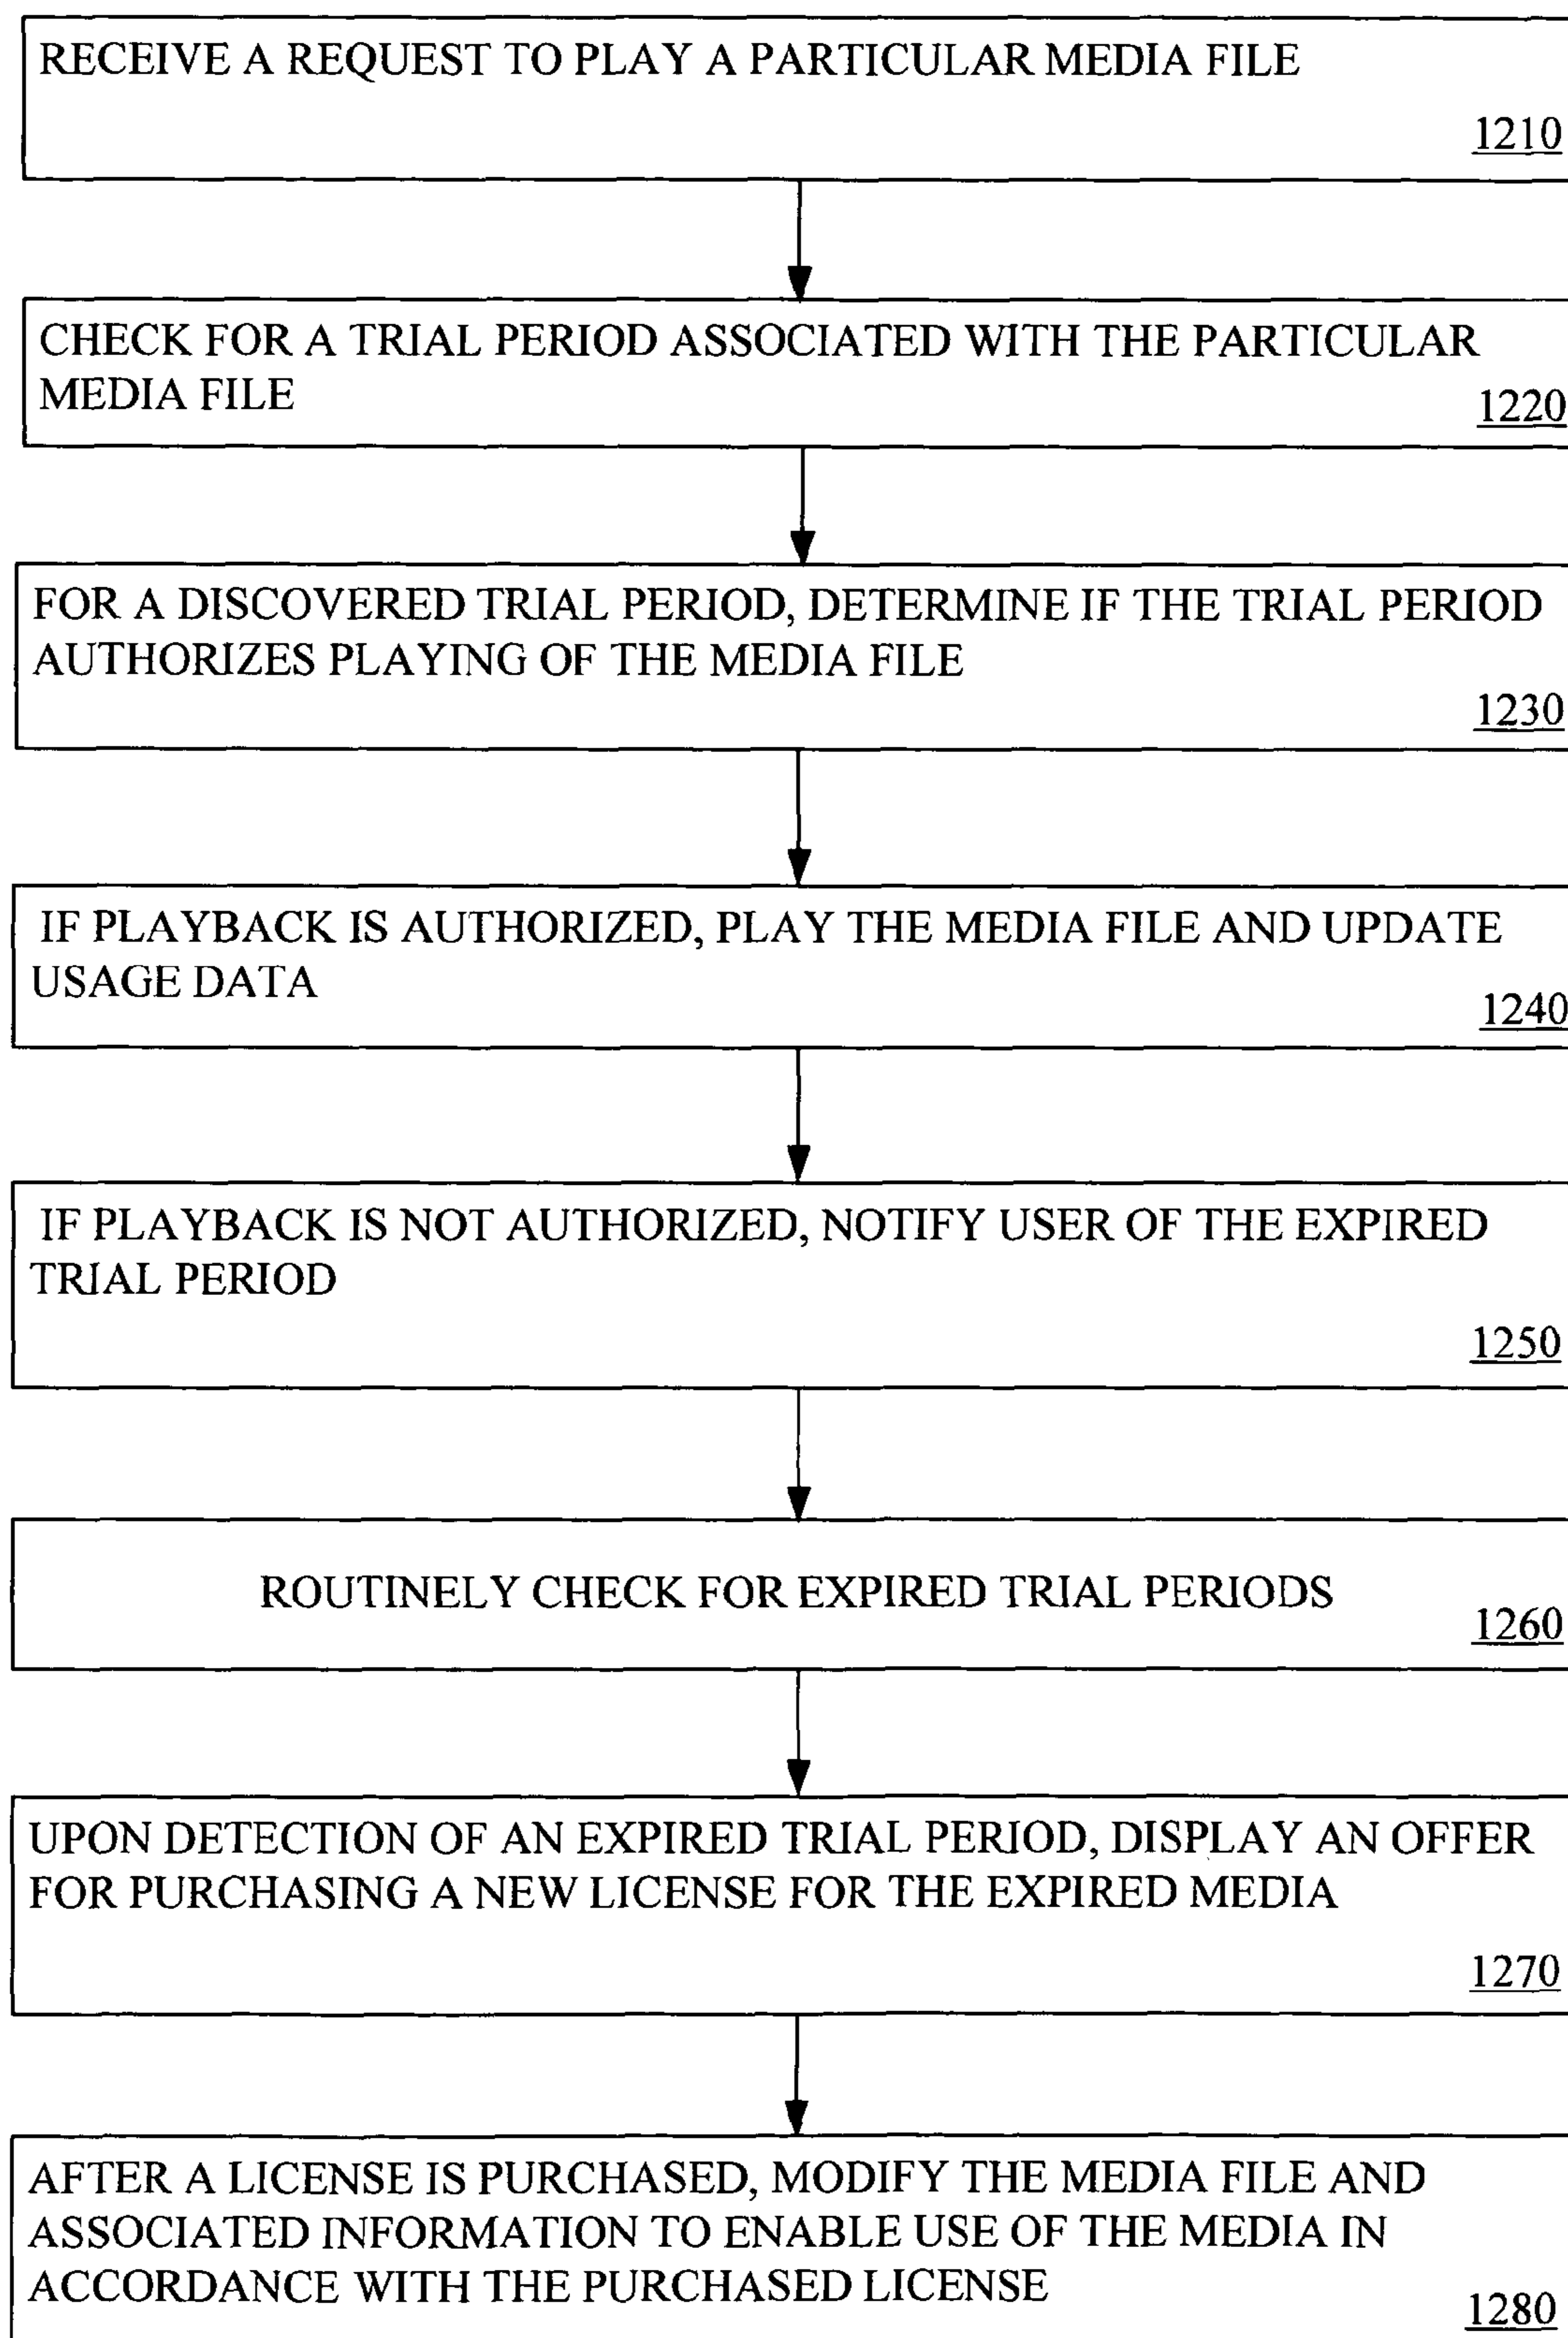 RECEIVE A REQUEST TO PLAY A PARTICULAR MEDIA FILE
1210
CHECK FOR A TRIAL PERIOD ASSOCIATED WITH THE PARTICULAR
MEDIA FILE
1220
FOR A DISCOVERED TRIAL PERIOD, DETERMINE IF THE TRIAL PERIOD
AUTHORIZES PLAYING OF THE MEDIA FILE
1230
IF PLAYBACK IS AUTHORIZED, PLAY THE MEDIA FILE AND UPDATE
USAGE DATA
1240
IF PLAYBACK IS NOT AUTHORIZED, NOTIFY USER OF THE EXPIRED
TRIAL PERIOD
1250
ROUTINELY CHECK FOR EXPIRED TRIAL PERIODS
1260
UPON DETECTION OF AN EXPIRED TRIAL PERIOD, DISPLAY AN OFFER
FOR PURCHASING A NEW LICENSE FOR THE EXPIRED MEDIA
1270
AFTER A LICENSE IS PURCHASED, MODIFY THE MEDIA FILE AND
ASSOCIATED INFORMATION TO ENABLE USE OF THE MEDIA IN
ACCORDANCE WITH THE PURCHASED LICENSE
1280